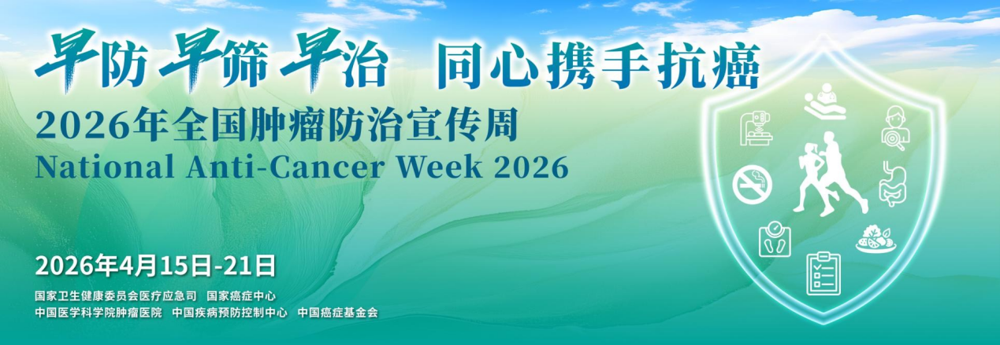 早防 早筛 早治 同心携手抗癌
2026年全国肿瘤防治宣传周
National Anti-Cancer Week 2026
2026年4月15日-21日
国家卫生健康委员会医疗应急司 国家癌症中心
中国医学科学院肿瘤医院 中国疾病预防控制中心 中国癌症基金会